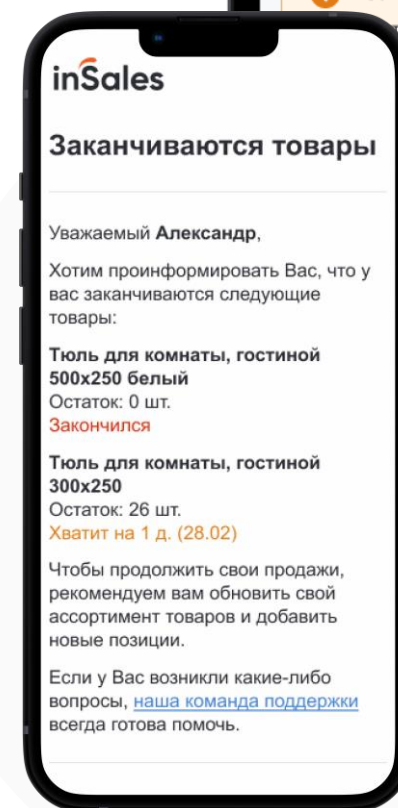 inSales
Заканчиваются товары
Уважаемый Александр,
Хотим проинформировать Вас, что у
вас заканчиваются следующие
товары:
Тюль для комнаты, гостиной
500х250 белый
Остаток: 0 шт.
Закончился
Тюль для комнаты, гостиной
300х250
Остаток: 26 шт.
Хватит на 1 д. (28.02)
Чтобы продолжить свои продажи,
рекомендуем вам обновить свой
ассортимент товаров и добавить
новые позиции.
Если у Вас возникли какие-либо
вопросы, наша команда поддержки
всегда готова помочь.